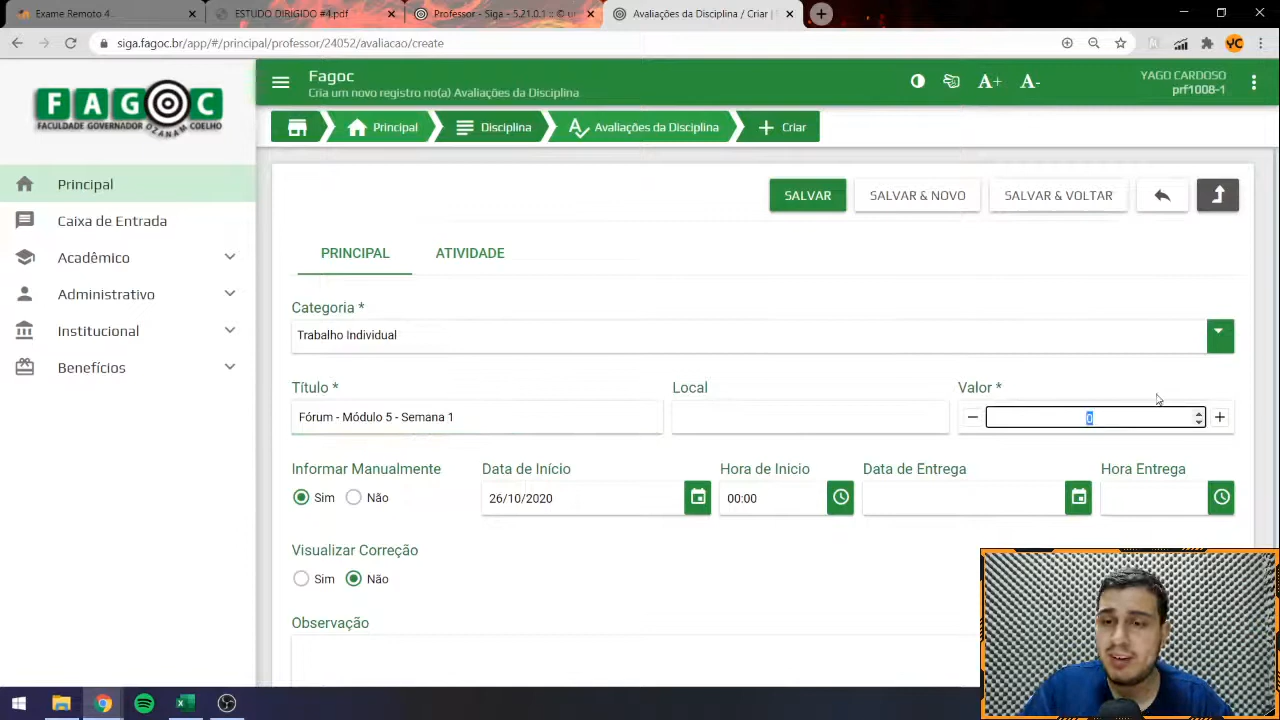 Exame Remoto 4
ESTUDO DIRIGIDO #4.pdf
Professor - Siga - 5.21.0.1 :: © ur
Avaliações da Disciplina / Criar |
siga.fagoc.br/app/#/principal/professor/24052/avaliacao/create
YC
FAGOC
FACULDADE GOVERNADOR OZANAM COELHO
Fagoc
Cria um novo registro no(a) Avaliações da Disciplina
A+
A-
YAGO CARDOSO
prf1008-1
Principal
Disciplina
Avaliações da Disciplina
Criar
Principal
Caixa de Entrada
Acadêmico
Administrativo
Institucional
Benefícios
SALVAR
SALVAR & NOVO
SALVAR & VOLTAR
PRINCIPAL
ATIVIDADE
Categoria *
Trabalho Individual
Título *
Local
Valor *
Fórum - Módulo 5 - Semana 1
0
Informar Manualmente
Data de Início
Hora de Inicio
Data de Entrega
Hora Entrega
Sim
Não
26/10/2020
00:00
Visualizar Correção
Sim
Não
Observação